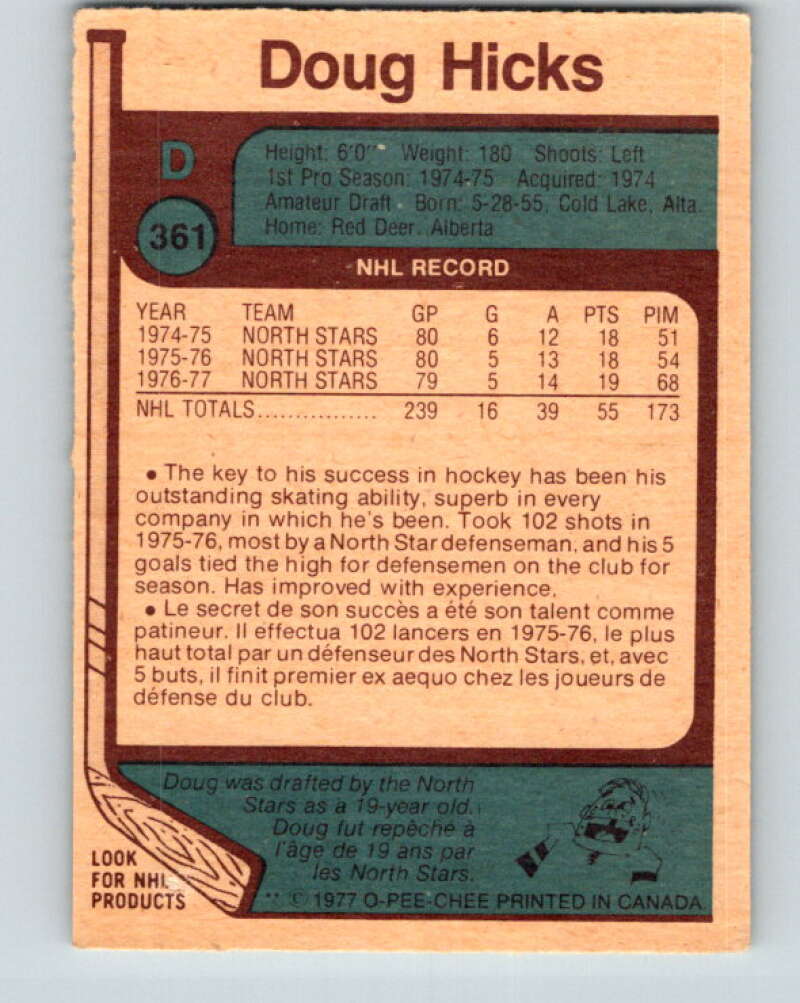 Doug Hicks
D
361
Height: 6'0" Weight: 180 Shoots: Left
1st Pro Season: 1974-75 Acquired: 1974
Amateur Draft Born: 5-28-55, Cold Lake, Alta.
Home: Red Deer, Alberta
NHL RECORD
YEAR TEAM GP G A PTS PIM
1974-75 NORTH STARS 80 6 12 18 51
1975-76 NORTH STARS 80 5 13 18 54
1976-77 NORTH STARS 79 5 14 19 68
NHL TOTALS................ 239 16 39 55 173
• The key to his success in hockey has been his
outstanding skating ability, superb in every
company in which he's been. Took 102 shots in
1975-76, most by a North Star defenseman, and his 5
goals tied the high for defensemen on the club for
season. Has improved with experience.
• Le secret de son succès a été son talent comme
patineur. Il effectua 102 lancers en 1975-76, le plus
haut total par un défenseur des North Stars, et, avec
5 buts, il finit premier ex aequo chez les joueurs de
défense du club.
Doug was drafted by the North
Stars as a 19-year old.
Doug fut repêché à
l'âge de 19 ans par
les North Stars.
LOOK
FOR NHL
PRODUCTS
** © 1977 O-PEE-CHEE PRINTED IN CANADA